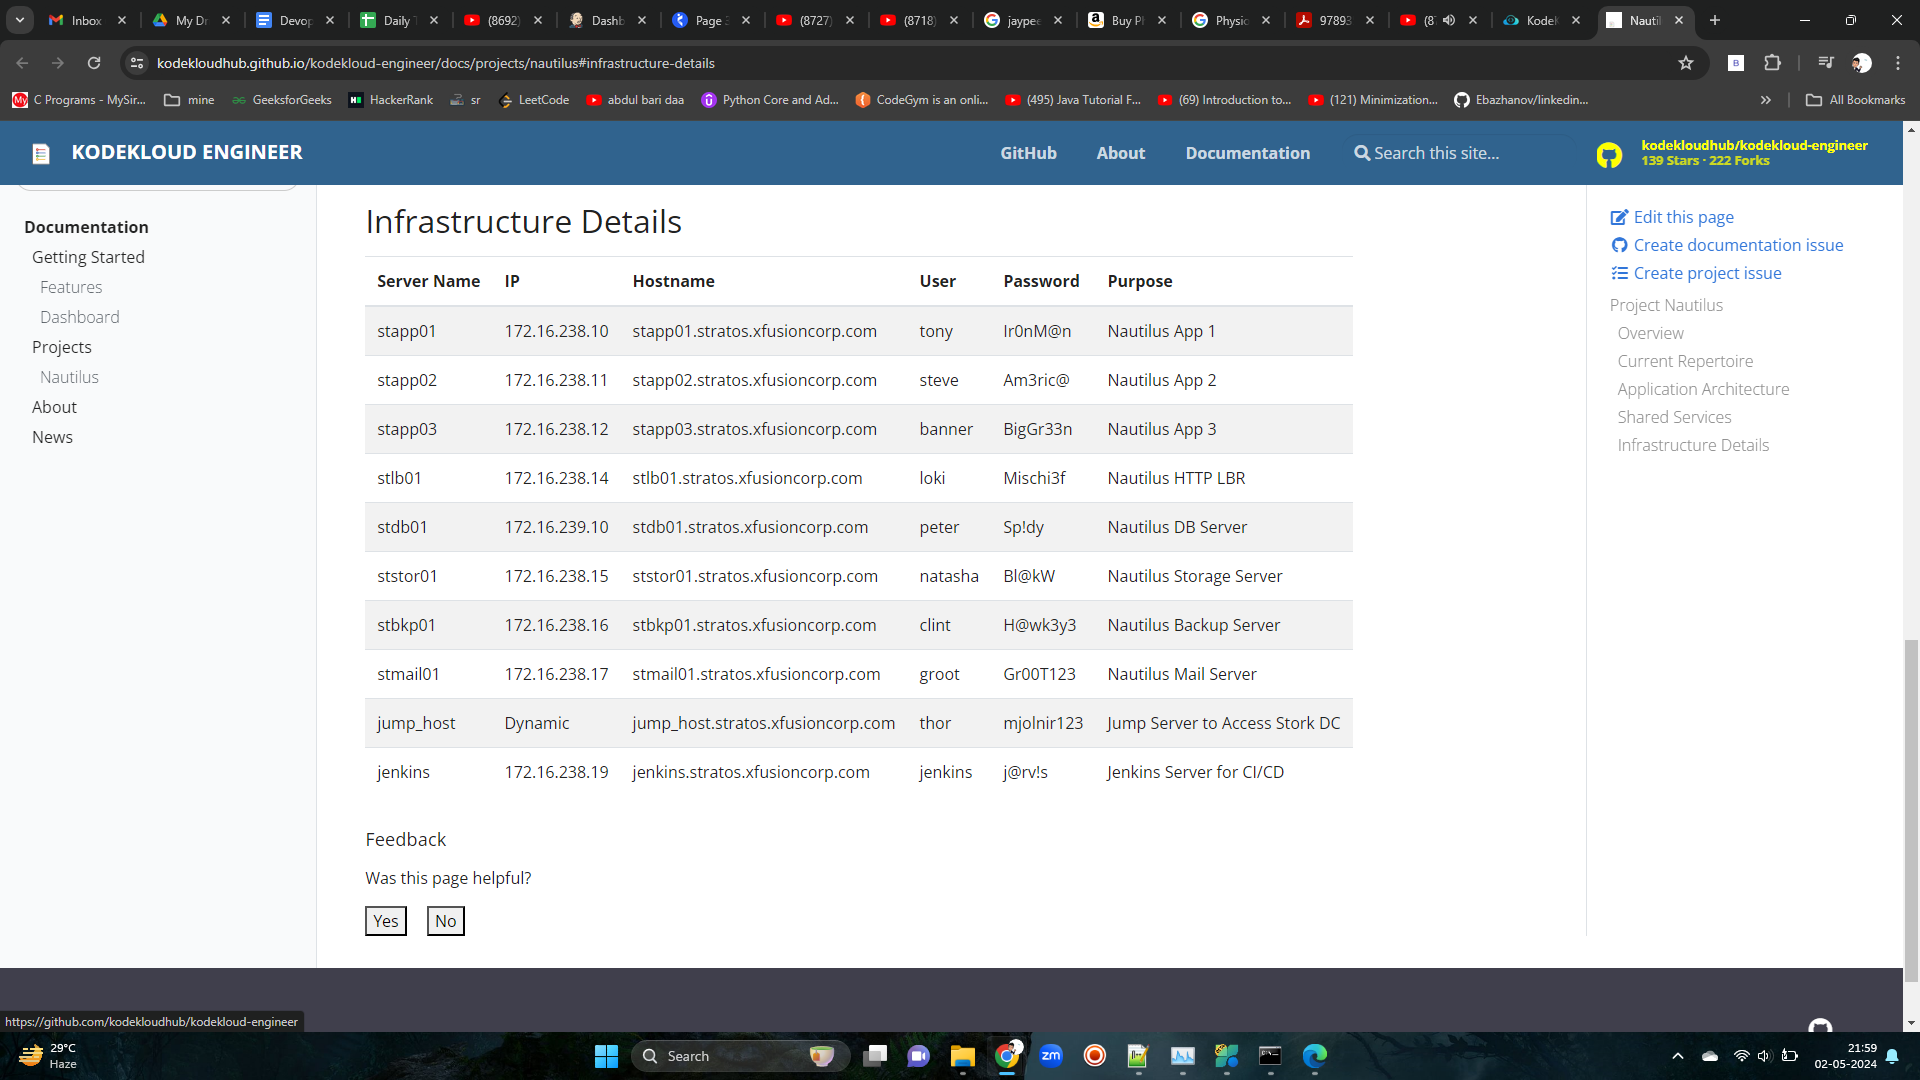 Inbox
My Dr
Devop
Daily T
(8692)
Dashb
Page 3
(8727)
(8718)
jaypee
Buy P
Physic
97893
(8
KodeK
Nautil
kodekloudhub.github.io/kodekloud-engineer/docs/projects/nautilus#infrastructure-details
C Programs - MySir...
mine
GeeksforGeeks
HackerRank
sr
LeetCode
abdul bari daa
Python Core and Ad...
CodeGym is an onli...
(495) Java Tutorial F...
(69) Introduction to...
(121) Minimization...
Ebazhanov/linkedin...
All Bookmarks
KODEKLOUD ENGINEER
GitHub
About
Documentation
Search this site...
kodekloudhub/kodekloud-engineer
139 Stars · 222 Forks
Documentation
Getting Started
Features
Dashboard
Projects
Nautilus
About
News
Infrastructure Details
Server Name IP Hostname User Password Purpose
stapp01 172.16.238.10 stapp01.stratos.xfusioncorp.com tony Ir0nM@n Nautilus App 1
stapp02 172.16.238.11 stapp02.stratos.xfusioncorp.com steve Am3ric@ Nautilus App 2
stapp03 172.16.238.12 stapp03.stratos.xfusioncorp.com banner BigGr33n Nautilus App 3
stlb01 172.16.238.14 stlb01.stratos.xfusioncorp.com loki Mischi3f Nautilus HTTP LBR
stdb01 172.16.239.10 stdb01.stratos.xfusioncorp.com peter Sp!dy Nautilus DB Server
ststor01 172.16.238.15 ststor01.stratos.xfusioncorp.com natasha Bl@kW Nautilus Storage Server
stbkp01 172.16.238.16 stbkp01.stratos.xfusioncorp.com clint H@wk3y3 Nautilus Backup Server
stmail01 172.16.238.17 stmail01.stratos.xfusioncorp.com groot Gr00T123 Nautilus Mail Server
jump_host Dynamic jump_host.stratos.xfusioncorp.com thor mjolnir123 Jump Server to Access Stork DC
jenkins 172.16.238.19 jenkins.stratos.xfusioncorp.com jenkins j@rv!s Jenkins Server for CI/CD
Feedback
Was this page helpful?
Yes
No
Edit this page
Create documentation issue
Create project issue
Project Nautilus
Overview
Current Repertoire
Application Architecture
Shared Services
Infrastructure Details
https://github.com/kodekloudhub/kodekloud-engineer
29°C
Haze
Search
zm
21:59
02-05-2024